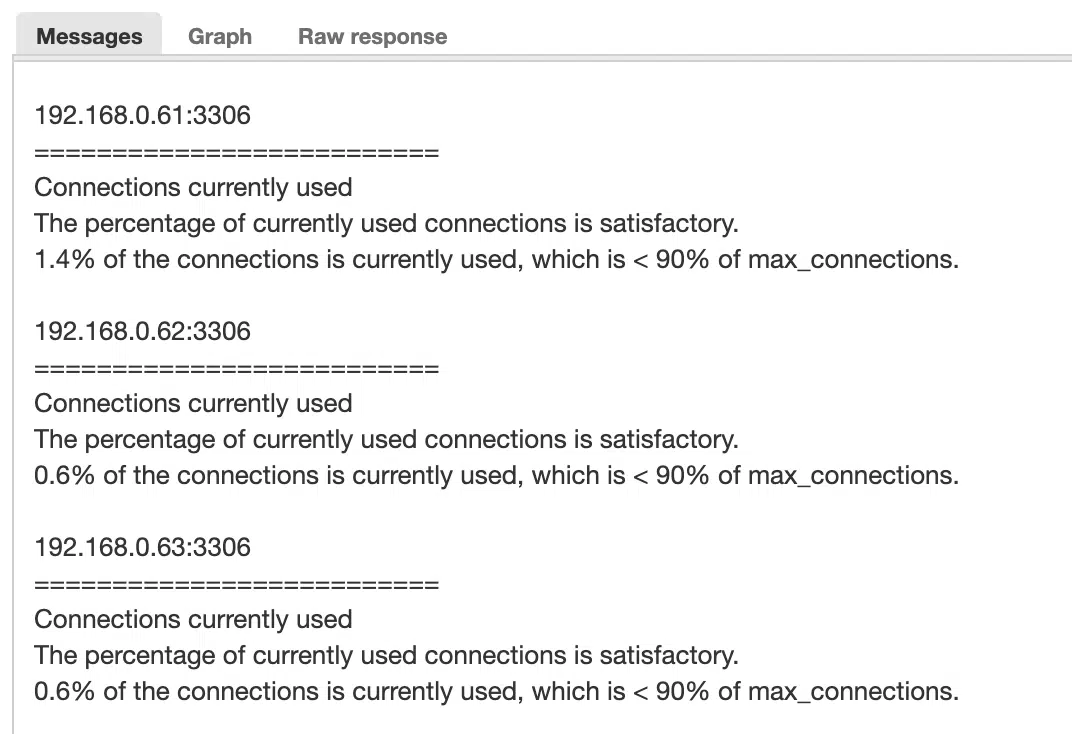 Messages Graph Raw response
192.168.0.61:3306
==========================
Connections currently used
The percentage of currently used connections is satisfactory.
1.4% of the connections is currently used, which is < 90% of max_connections.
192.168.0.62:3306
==========================
Connections currently used
The percentage of currently used connections is satisfactory.
0.6% of the connections is currently used, which is < 90% of max_connections.
192.168.0.63:3306
==========================
Connections currently used
The percentage of currently used connections is satisfactory.
0.6% of the connections is currently used, which is < 90% of max_connections.